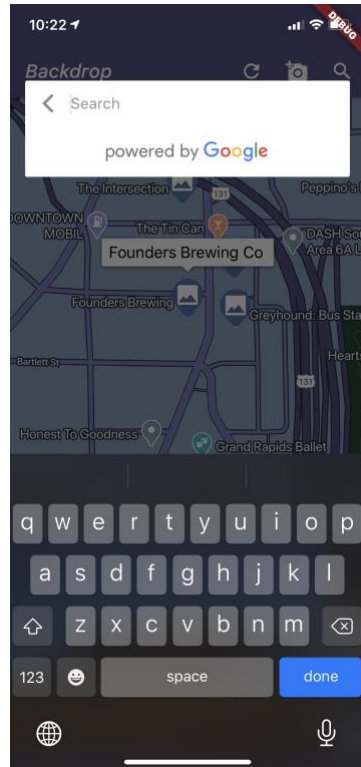 10:22
DEBUG
Backdrop
Search
powered by Google
The Intersection
131
Peppino's
DOWNTOWN
MOBIL
The Tin Can
DASH Sou
Area 6A L
Founders Brewing Co
Founders Brewing
Greyhound: Bus Sta
Bartlett St
Hearts
131
Honest To Goodness
Grand Rapids Ballet
q w e r t y u i o p
a s d f g h j k l
z x c v b n m
123 space done